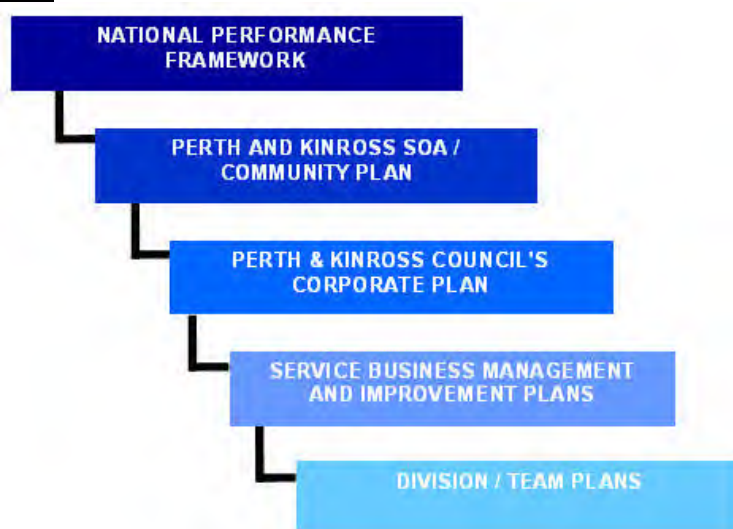 NATIONAL PERFORMANCE
FRAMEWORK
PERTH AND KINROSS SOA /
COMMUNITY PLAN
PERTH & KINROSS COUNCIL'S
CORPORATE PLAN
SERVICE BUSINESS MANAGEMENT
AND IMPROVEMENT PLANS
DIVISION / TEAM PLANS